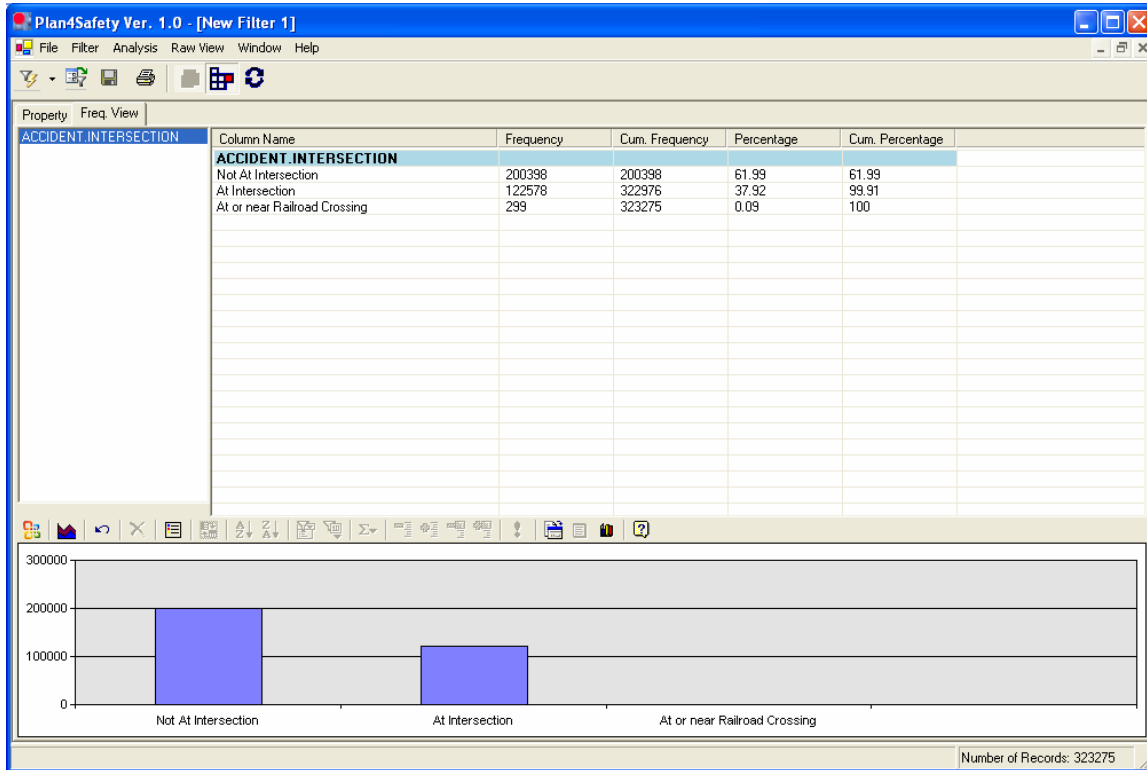 Plan4Safety Ver. 1.0 - [New Filter 1]
File Filter Analysis Raw View Window Help
Property Freq. View
ACCIDENT.INTERSECTION
Column Name Frequency Cum. Frequency Percentage Cum. Percentage
ACCIDENT.INTERSECTION
Not At Intersection 200398 200398 61.99 61.99
At Intersection 122578 322976 37.92 99.91
At or near Railroad Crossing 299 323275 0.09 100
300000
200000
100000
0
Not At Intersection At Intersection At or near Railroad Crossing
Number of Records: 323275